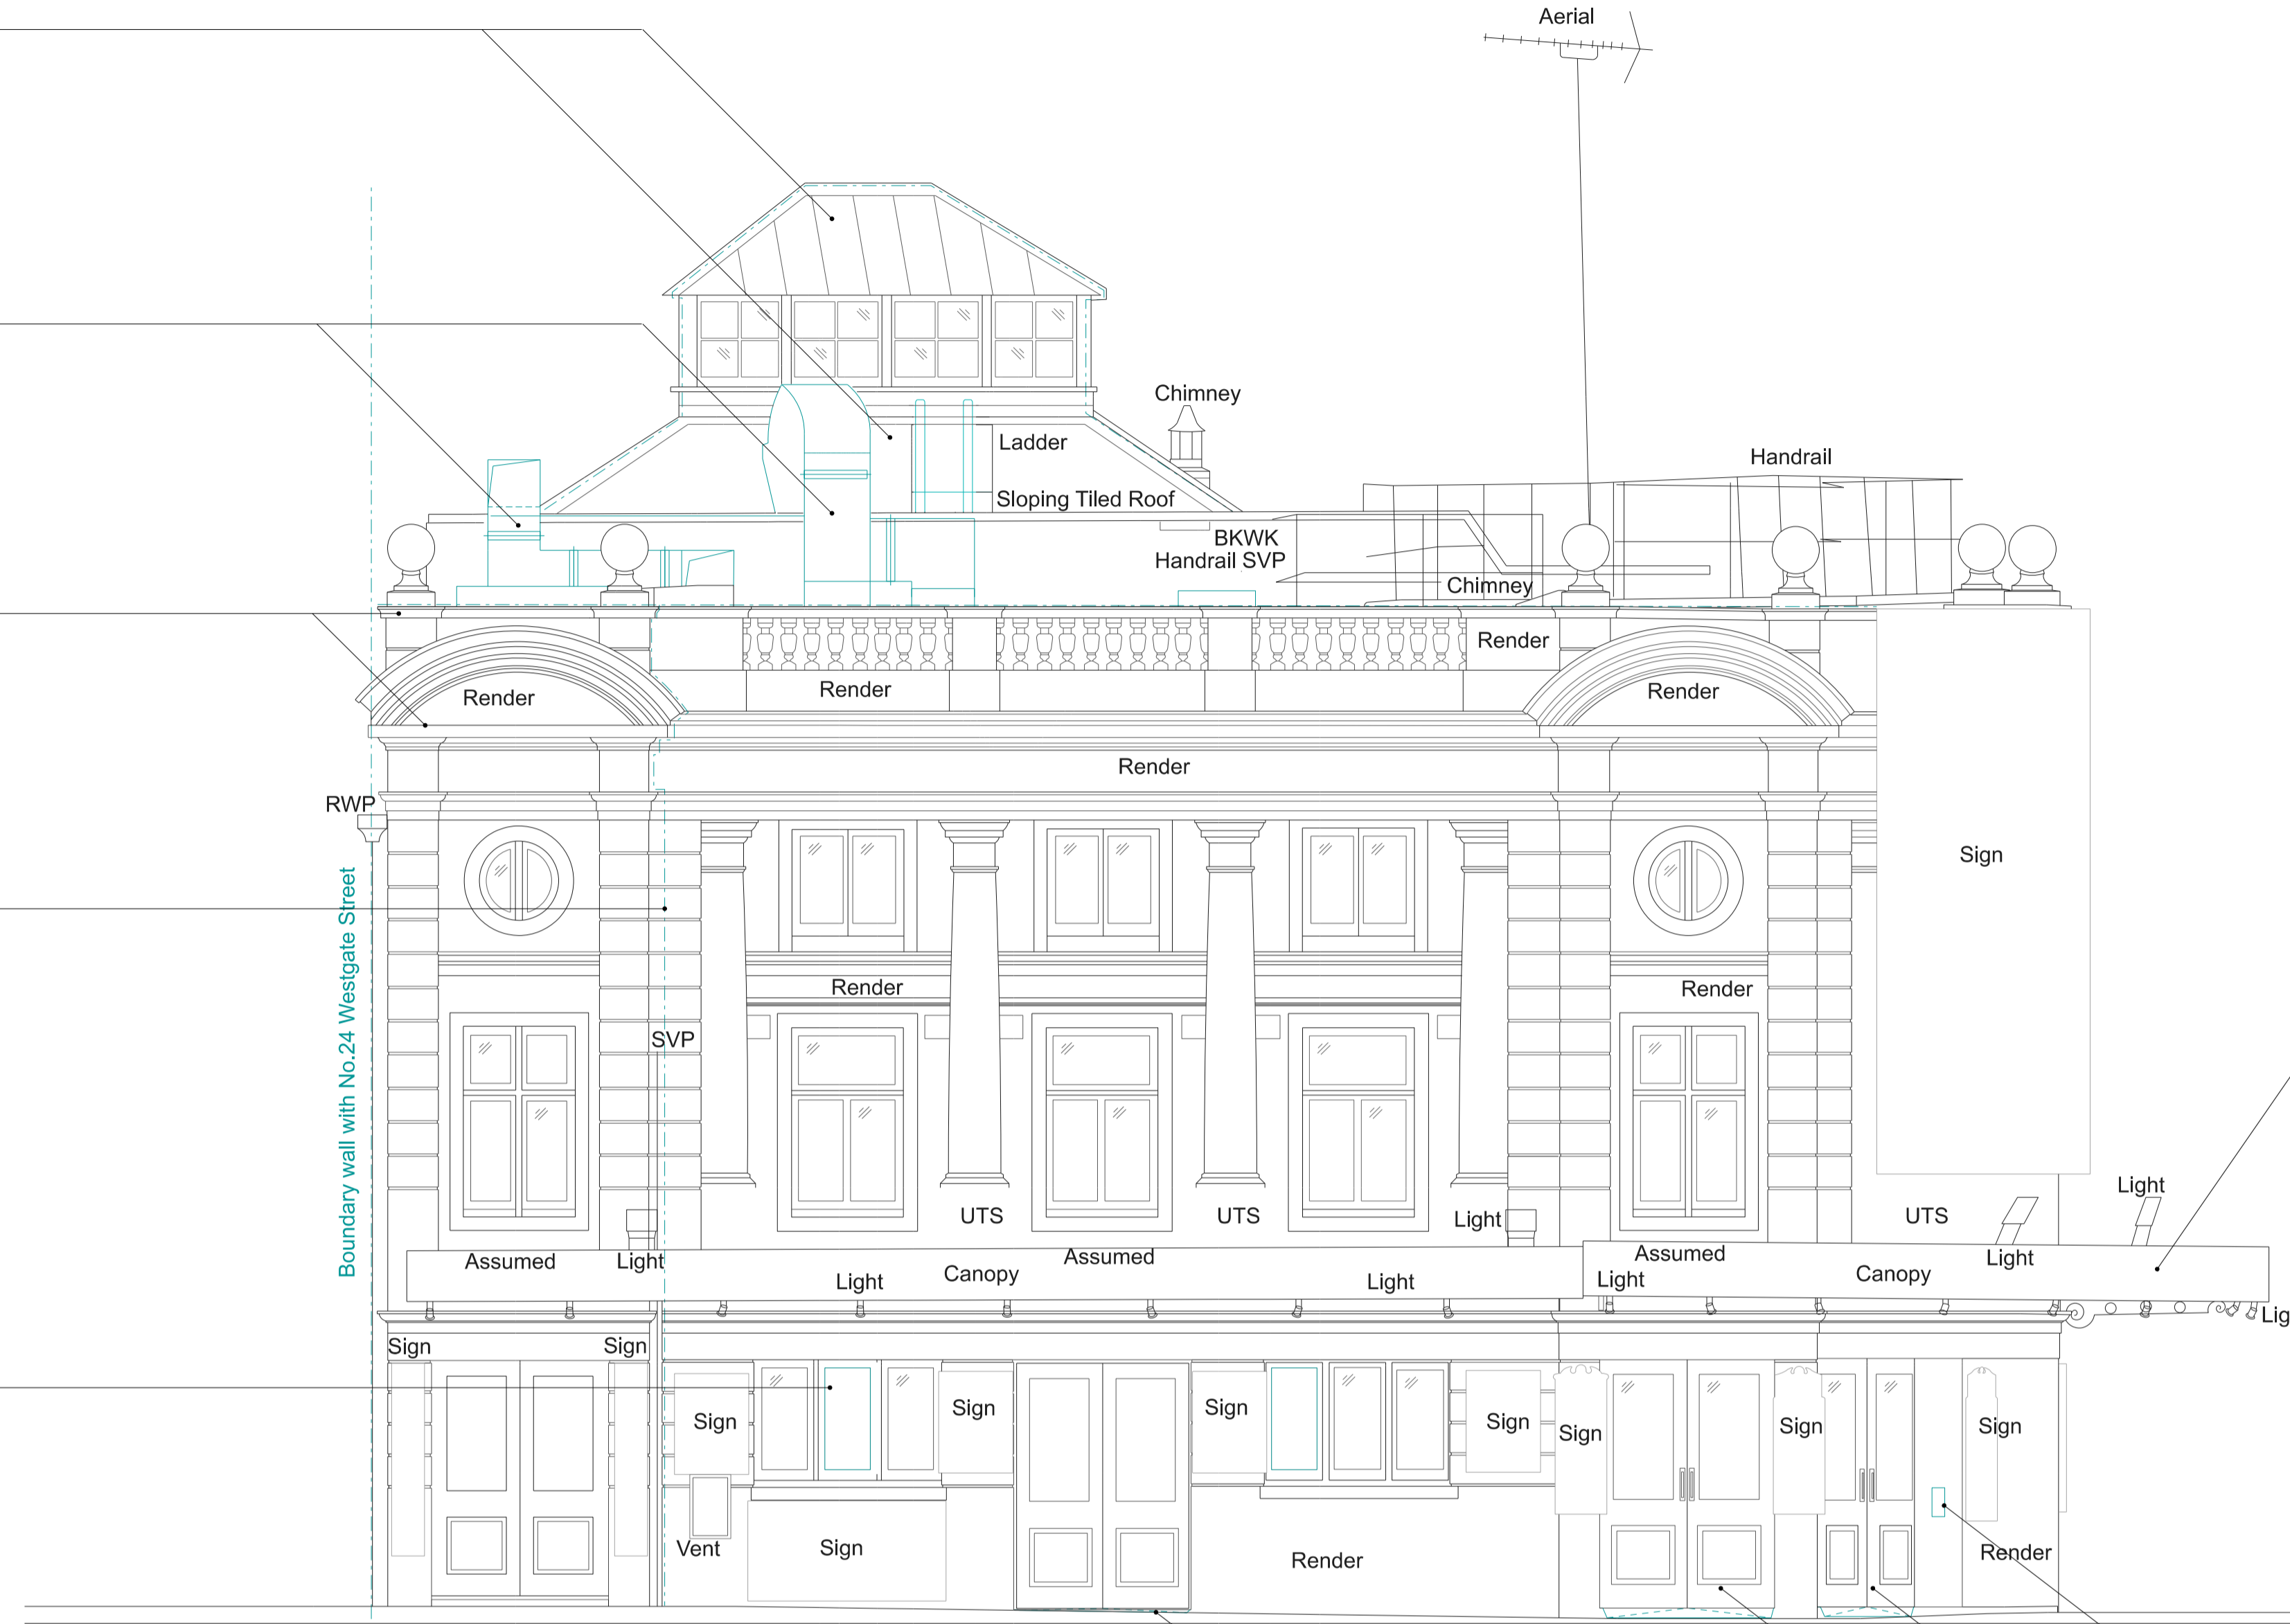 Aerial
Chimney
Ladder
Handrail
Sloping Tiled Roof
BKWK
Handrail SVP
Chimney
Render
Render
Render
Render
Render
RWP
Sign
Boundary wall with No.24 Westgate Street
Render
Render
SVP
Light
UTS
UTS
Light
UTS
Assumed
Light
Assumed
Assumed
Light
Light
Canopy
Light
Light
Canopy
Sign
Sign
Sign
Sign
Sign
Sign
Sign
Sign
Sign
Vent
Sign
Render
Render